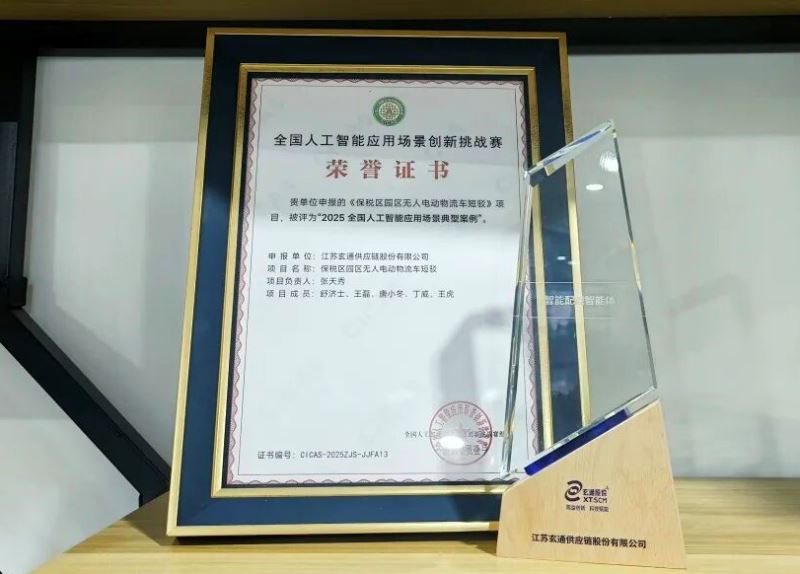 全国人工智能应用场景创新挑战赛
荣誉证书
贵单位申报的《保税区园区无人电动物流车短驳》项
目，被评为“2025 全国人工智能应用场景典型案例”。
申报单位：江苏玄通供应链股份有限公司
项目名称：保税区园区无人电动物流车短驳
项目负责人：张天秀
项目成员：舒济士、王磊、唐小冬、丁威、王虎
证书编号：CICAS-2025ZJS-JJFA13
智能配 智能体
玄通股份
XTSCM
江苏玄通供应链股份有限公司